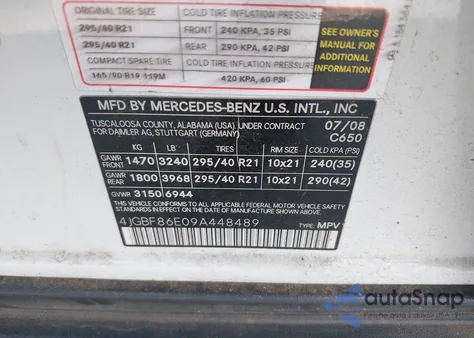 ORIGINAL TIRE SIZE COLD TIRE INFLATION PRESSURE
295/40 R21 FRONT 240 KPA, 35 PSI
295/40 R21 REAR 290 KPA, 42 PSI
COMPACT SPARE TIRE COLD TIRE INFLATION PRESSURE
165/90 R19 119M 420 KPA, 60 PSI
SEE OWNER'S
MANUAL FOR
ADDITIONAL
INFORMATION
MFD BY MERCEDES-BENZ U.S. INTL., INC
TUSCALOOSA COUNTY, ALABAMA (USA) UNDER CONTRACT 07/08
FOR DAIMLER AG, STUTTGART (GERMANY) C650
KG LB TIRES RIM SIZE COLD KPA (PSI)
GAWR FRONT 1470 3240 295/40 R21 10x21 240(35)
GAWR REAR 1800 3968 295/40 R21 10x21 290(42)
GVWR 3150 6944
THIS VEHICLE CONFORMS TO ALL APPLICABLE FEDERAL MOTOR VEHICLE
SAFETY STANDARDS IN EFFECT ON THE DATE OF MANUFACTURE SHOWN ABOVE.
4JGBF86E09A448489 TYPE: MPV
autoSnap